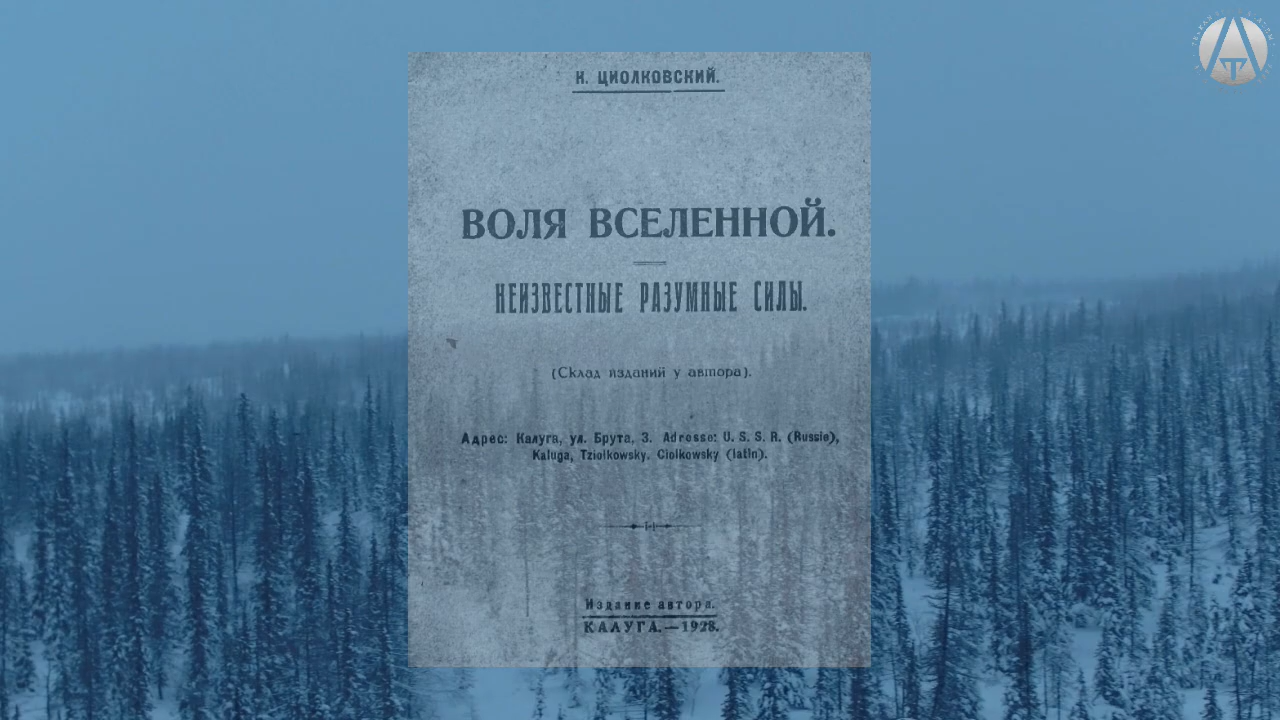 К. ЦИОЛКОВСКИЙ.
ВОЛЯ ВСЕЛЕННОЙ.
НЕИЗВЕСТНЫЕ РАЗУМНЫЕ СИЛЫ.
(Склад изданий у автора).
Адрес: Калуга, ул. Брута, 3. Adresse: U. S. S. R. (Russie),
Kaluga, Tziolkowsky. Ciolkowsky (latin).
Издание автора.
КАЛУГА.—1928.